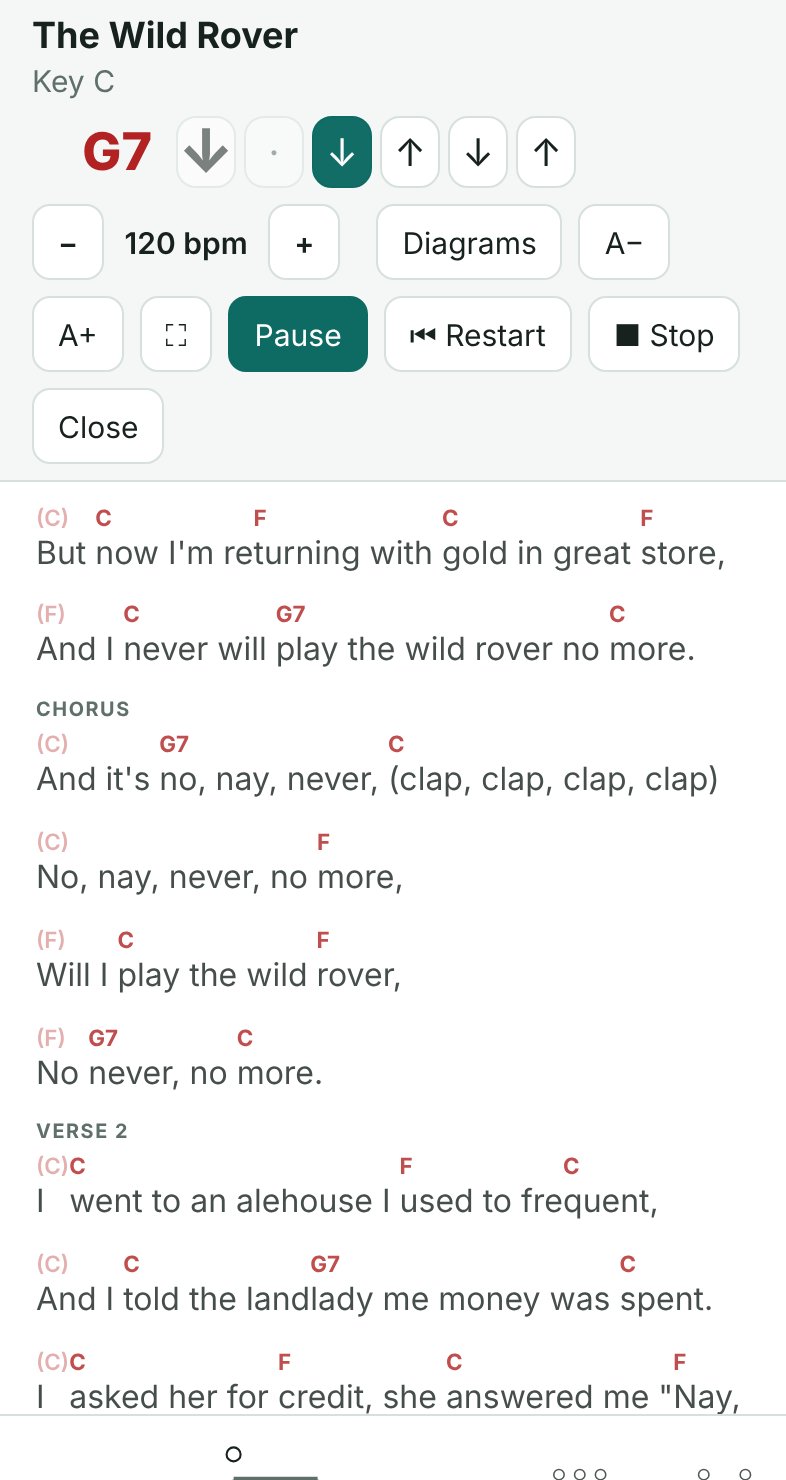 The Wild Rover
Key C
G7 ↓ · ↓ ↑ ↓ ↑
− 120 bpm + Diagrams A−
A+ ⛶ Pause ⏮ Restart ■ Stop
Close
(C) C F C F
But now I'm returning with gold in great store,
(F) C G7 C
And I never will play the wild rover no more.
CHORUS
(C) G7 C
And it's no, nay, never, (clap, clap, clap, clap)
(C) F
No, nay, never, no more,
(F) C F
Will I play the wild rover,
(F) G7 C
No never, no more.
VERSE 2
(C)C F C
I went to an alehouse I used to frequent,
(C) C G7 C
And I told the landlady me money was spent.
(C)C F C F
I asked her for credit, she answered me "Nay,